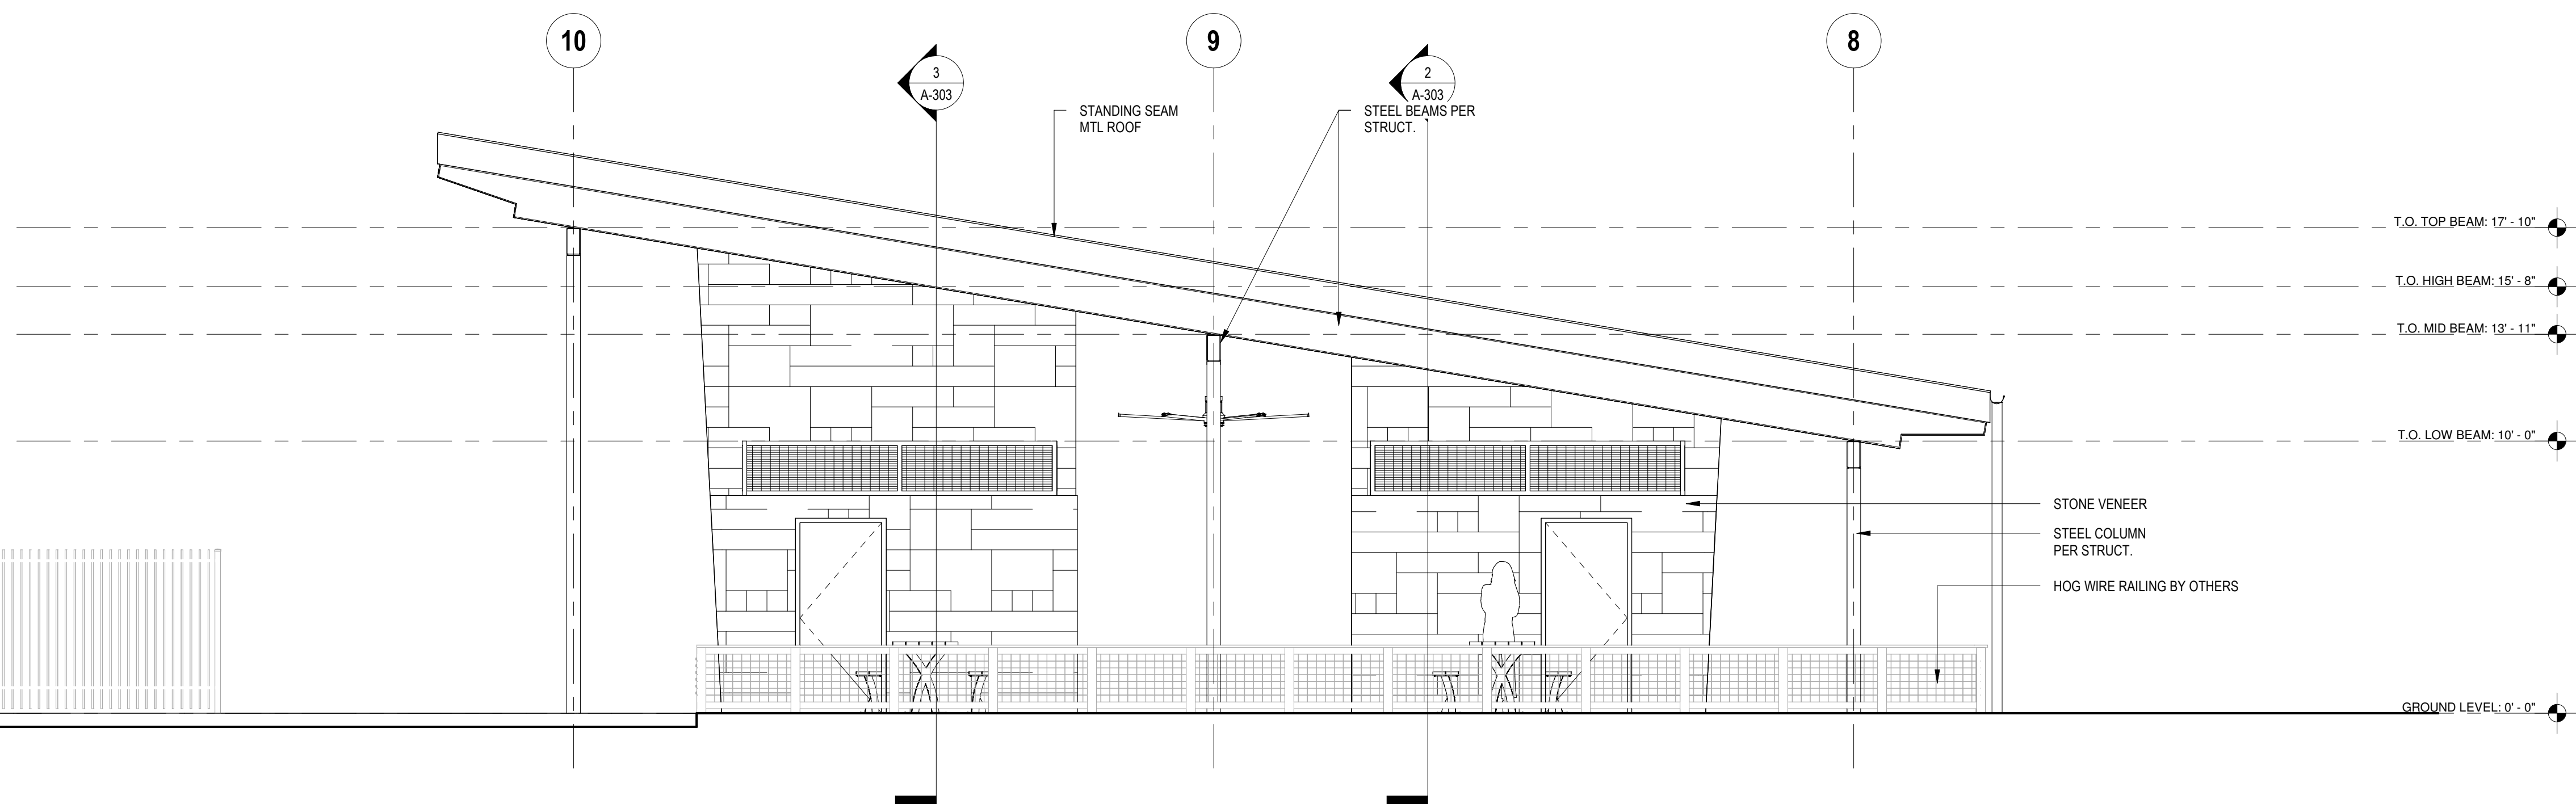 10
9
8
3
A-303
2
A-303
STANDING SEAM
MTL ROOF
STEEL BEAMS PER
STRUCT.
T.O. TOP BEAM: 17' - 10"
T.O. HIGH BEAM: 15' - 8"
T.O. MID BEAM: 13' - 11"
T.O. LOW BEAM: 10' - 0"
STONE VENEER
STEEL COLUMN
PER STRUCT.
HOG WIRE RAILING BY OTHERS
GROUND LEVEL: 0' - 0"